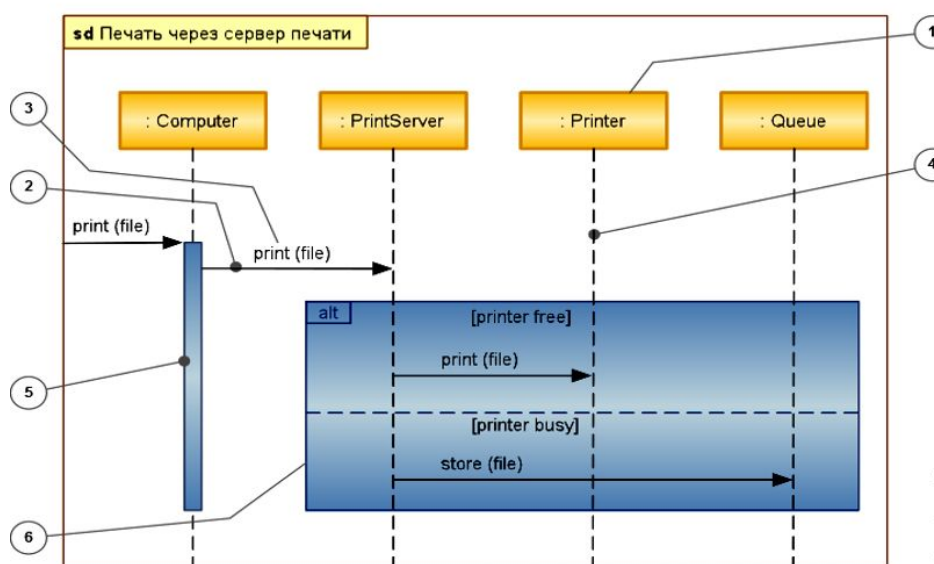 sd Печать через сервер печати
1
3
: Computer
: PrintServer
: Printer
: Queue
4
2
print (file)
print (file)
alt
[printer free]
print (file)
5
[printer busy]
store (file)
6